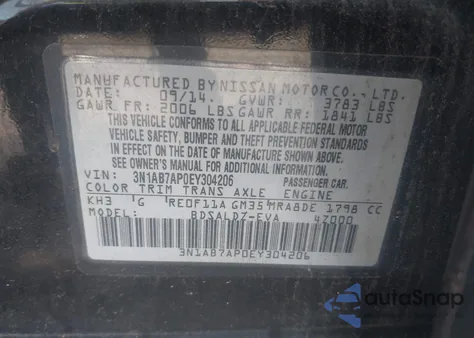 MANUFACTURED BY NISSAN MOTOR CO., LTD.
DATE: 09/14. GVWR: 3783 LBS
GAWR FR: 2006 LBS GAWR RR: 1841 LBS
THIS VEHICLE CONFORMS TO ALL APPLICABLE FEDERAL MOTOR
VEHICLE SAFETY, BUMPER, AND THEFT PREVENTION STANDARDS
IN EFFECT ON THE DATE OF MANUFACTURE SHOWN ABOVE.
SEE OWNER'S MANUAL FOR ADDITIONAL INFORMATION
VIN: 3N1AB7AP0EY304206 PASSENGER CAR.
COLOR TRIM TRANS AXLE ENGINE
KH3 G RE0F11A GM35 MRA8DE 1798 CC
MODEL: BDSALDZ-EVA 4Z000
3N1AB7AP0EY304206
autoSnap